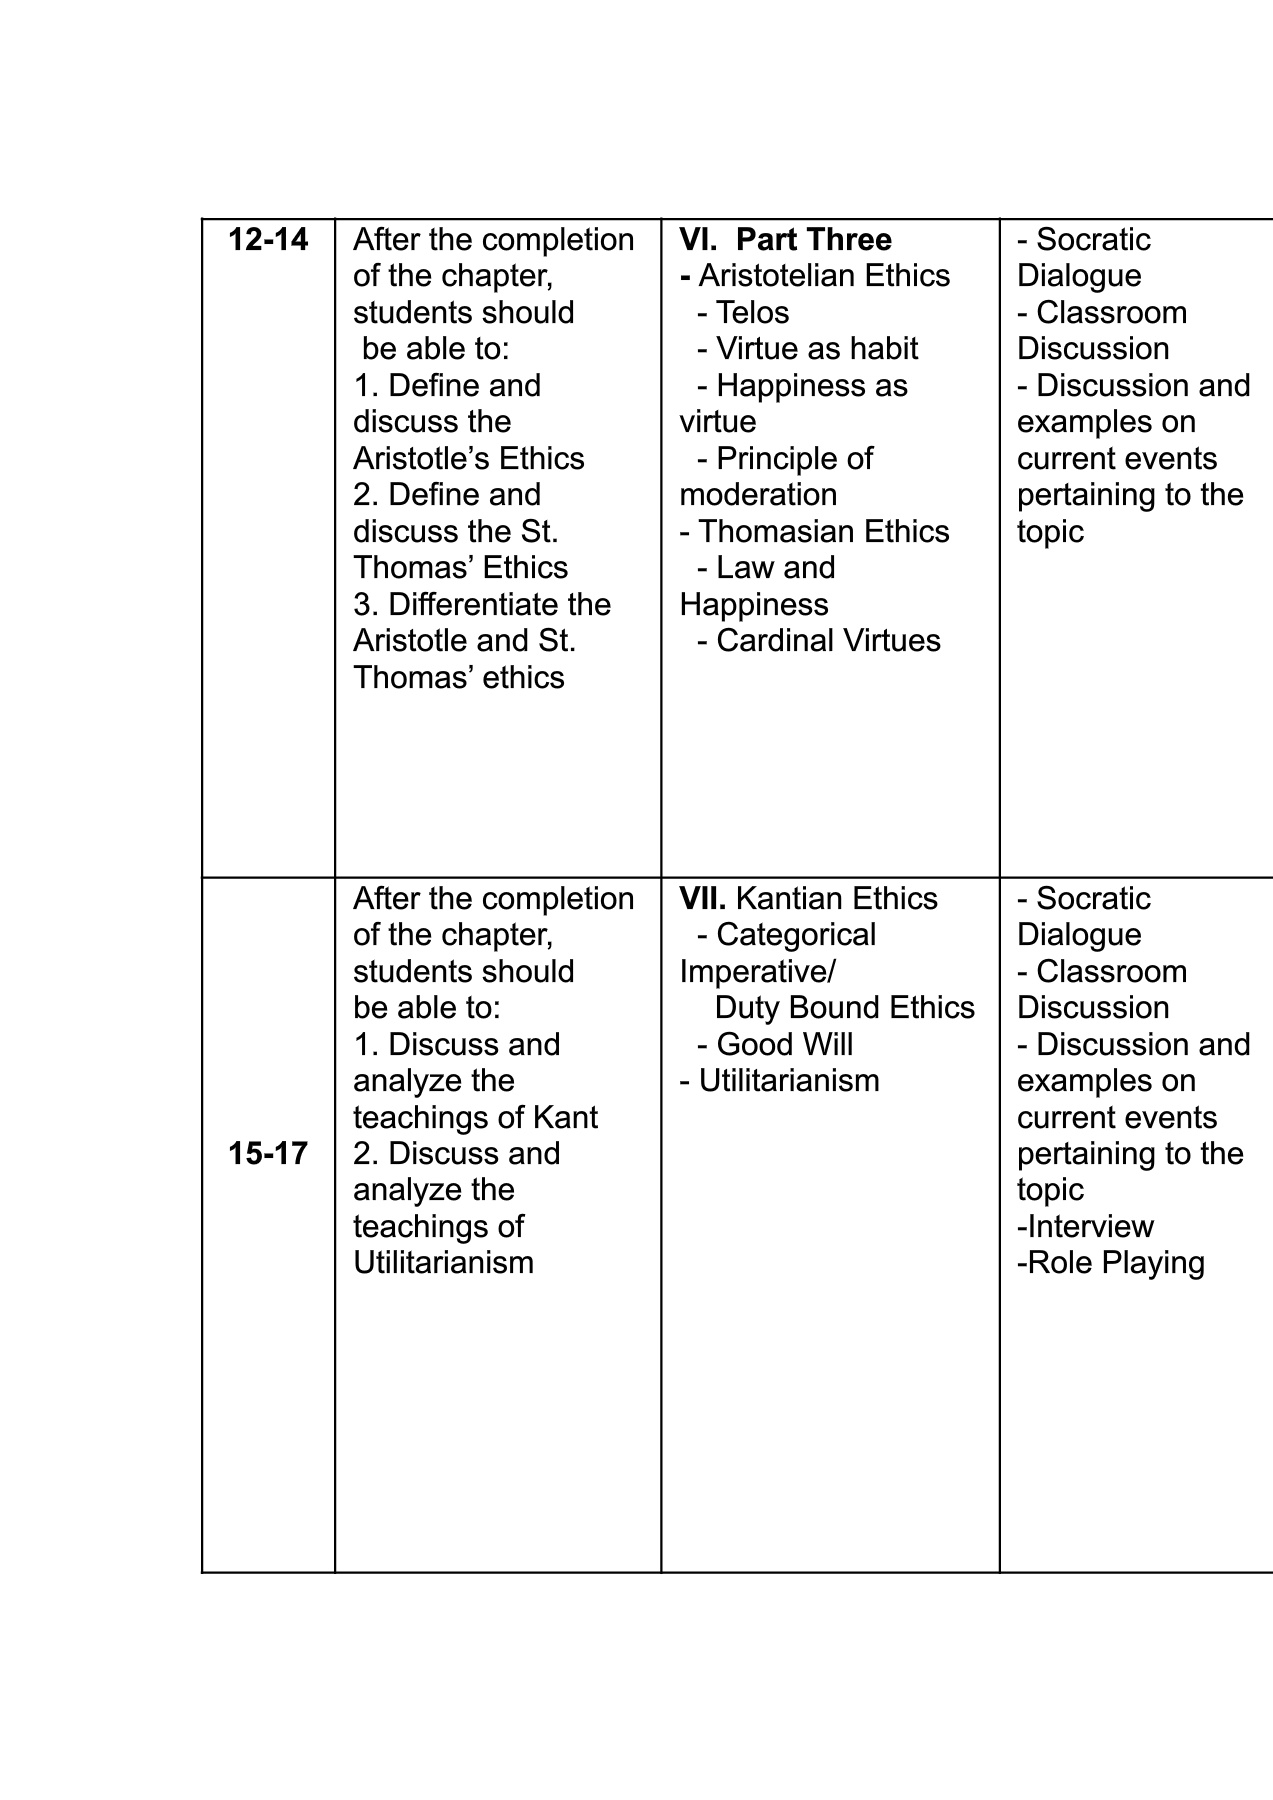 12-14
After the completion
of the chapter,
students should
be able to:
1. Define and
discuss the
Aristotle’s Ethics
2. Define and
discuss the St.
Thomas’ Ethics
3. Differentiate the
Aristotle and St.
Thomas’ ethics
VI.  Part Three
- Aristotelian Ethics
- Telos
- Virtue as habit
- Happiness as
virtue
- Principle of
moderation
- Thomasian Ethics
- Law and
Happiness
- Cardinal Virtues
- Socratic
Dialogue
- Classroom
Discussion
- Discussion and
examples on
current events
pertaining to the
topic
15-17
After the completion
of the chapter,
students should
be able to:
1. Discuss and
analyze the
teachings of Kant
2. Discuss and
analyze the
teachings of
Utilitarianism
VII. Kantian Ethics
- Categorical
Imperative/
Duty Bound Ethics
- Good Will
- Utilitarianism
- Socratic
Dialogue
- Classroom
Discussion
- Discussion and
examples on
current events
pertaining to the
topic
-Interview
-Role Playing